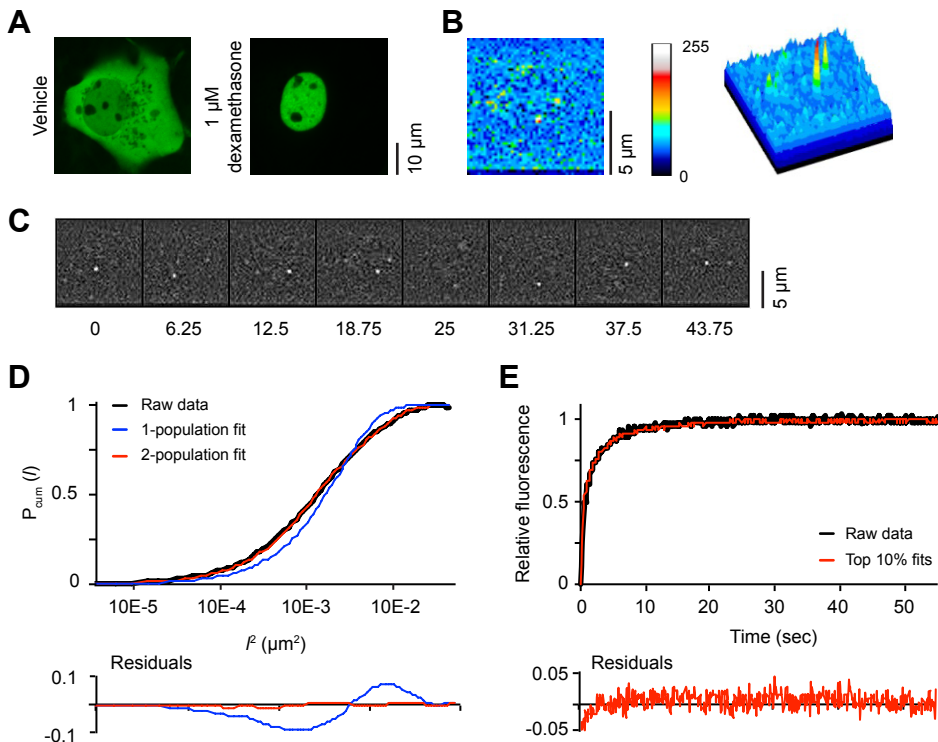 A
Vehicle
1 µM
dexamethasone
10 µm
B
5 µm
255
0
C
0 6.25 12.5 18.75 25 31.25 37.5 43.75
5 µm
D
P_cum (l)
1
0.5
0
Raw data
1-population fit
2-population fit
10E-5 10E-4 10E-3 10E-2
l² (µm²)
Residuals
0.1
-0.1
E
Relative fluorescence
1
0.5
0
Raw data
Top 10% fits
0 10 20 30 40 50
Time (sec)
Residuals
0.05
-0.05